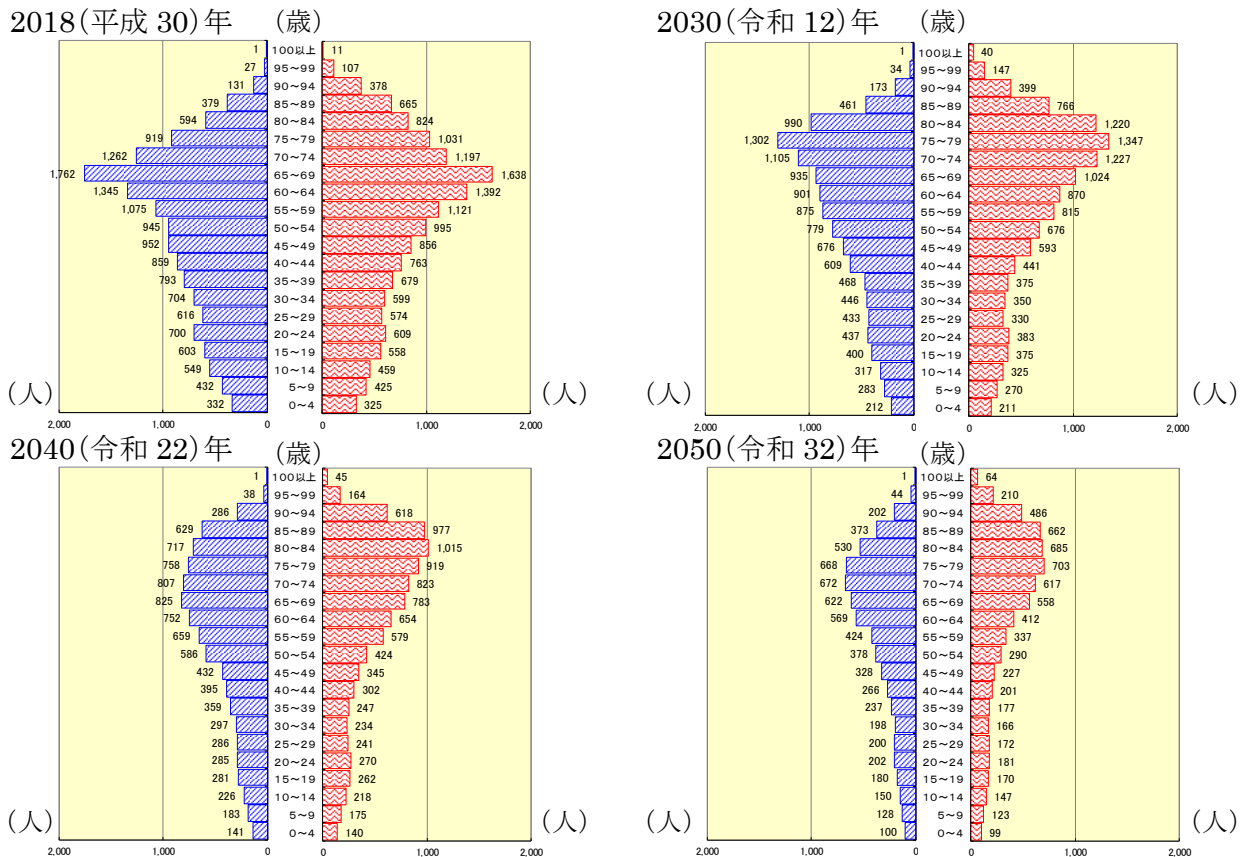 2018(平成 30)年 (歳)
1 100以上 11
27 95～99 107
131 90～94 378
379 85～89 665
594 80～84 824
919 75～79 1,031
1,262 70～74 1,197
1,762 65～69 1,638
1,345 60～64 1,392
1,075 55～59 1,121
945 50～54 995
952 45～49 856
859 40～44 763
793 35～39 679
704 30～34 599
616 25～29 574
700 20～24 609
603 15～19 558
549 10～14 459
(人) 432 5～9 425 (人)
332 0～4 325
2,000 1,000 0 0 1,000 2,000
2030(令和 12)年 (歳)
1 100以上 40
34 95～99 147
173 90～94 399
461 85～89 766
990 80～84 1,220
1,302 75～79 1,347
1,105 70～74 1,227
935 65～69 1,024
901 60～64 870
875 55～59 815
779 50～54 676
676 45～49 593
609 40～44 441
468 35～39 375
446 30～34 350
433 25～29 330
437 20～24 383
400 15～19 375
317 10～14 325
(人) 283 5～9 270 (人)
212 0～4 211
2,000 1,000 0 0 1,000 2,000
2040(令和 22)年 (歳)
1 100以上 45
38 95～99 164
286 90～94 618
629 85～89 977
717 80～84 1,015
758 75～79 919
807 70～74 823
825 65～69 783
752 60～64 654
659 55～59 579
586 50～54 424
432 45～49 345
395 40～44 302
359 35～39 247
297 30～34 234
286 25～29 241
285 20～24 270
281 15～19 262
226 10～14 218
(人) 183 5～9 175 (人)
141 0～4 140
2,000 1,000 0 0 1,000 2,000
2050(令和 32)年 (歳)
1 100以上 64
44 95～99 210
202 90～94 486
373 85～89 662
530 80～84 685
668 75～79 703
672 70～74 617
622 65～69 558
569 60～64 412
424 55～59 337
378 50～54 290
328 45～49 227
266 40～44 201
237 35～39 177
198 30～34 166
200 25～29 172
202 20～24 181
180 15～19 170
150 10～14 147
(人) 128 5～9 123 (人)
100 0～4 99
2,000 1,000 0 0 1,000 2,000